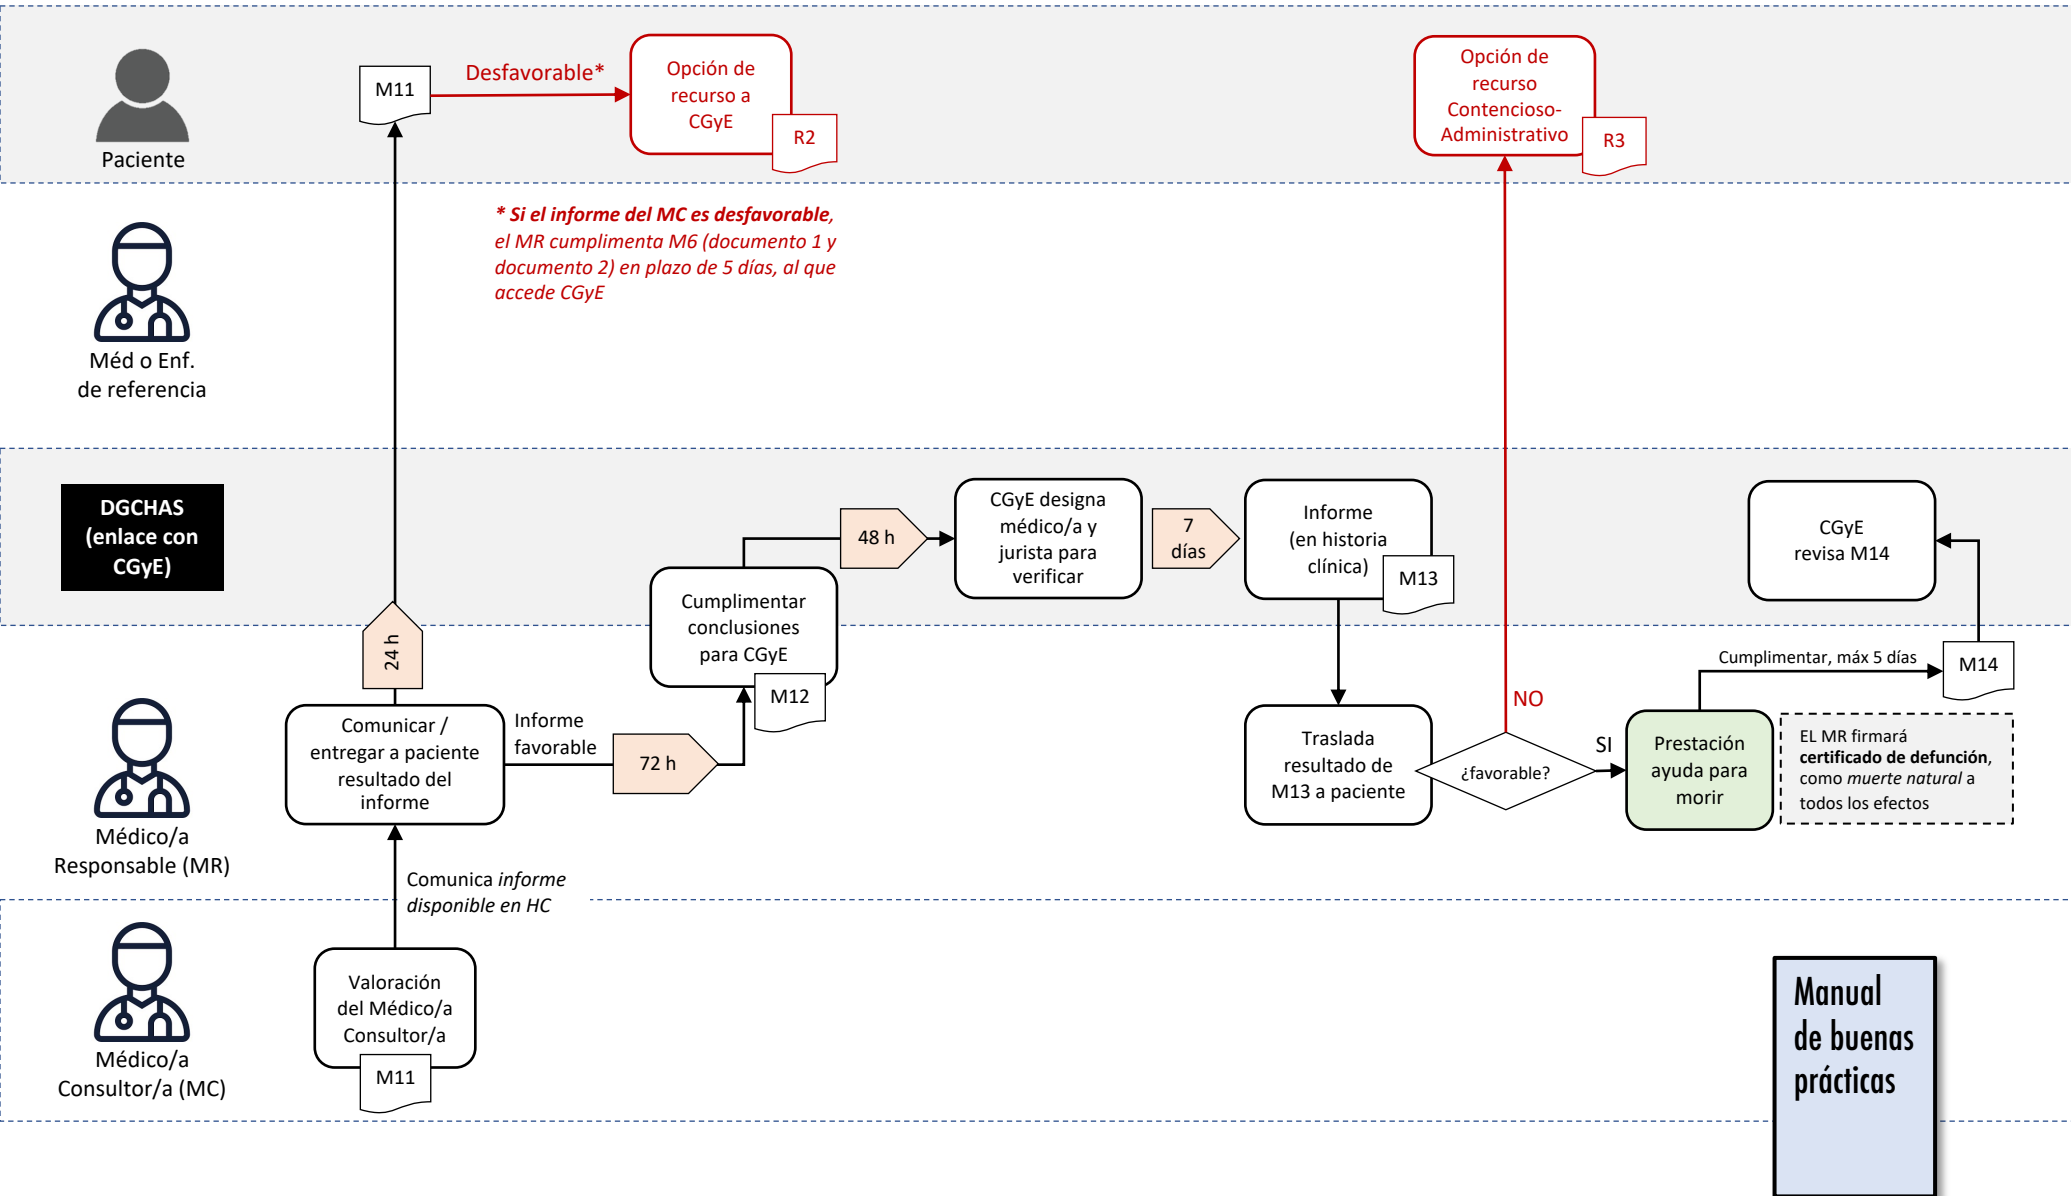 Paciente
M11
Desfavorable*
Opción de
recurso a
CGyE
R2
Opción de
recurso
Contencioso-
Administrativo
R3
* Si el informe del MC es desfavorable,
el MR cumplimenta M6 (documento 1 y
documento 2) en plazo de 5 días, al que
accede CGyE
Méd o Enf.
de referencia
DGCHAS
(enlace con
CGyE)
24 h
Cumplimentar
conclusiones
para CGyE
M12
48 h
CGyE designa
médico/a y
jurista para
verificar
7
días
Informe
(en historia
clínica)
M13
CGyE
revisa M14
Médico/a
Responsable (MR)
Comunicar /
entregar a paciente
resultado del
informe
Informe
favorable
72 h
Traslada
resultado de
M13 a paciente
¿favorable?
NO
SI
Prestación
ayuda para
morir
Cumplimentar, máx 5 días
M14
EL MR firmará
certificado de defunción,
como muerte natural a
todos los efectos
Comunica informe
disponible en HC
Médico/a
Consultor/a (MC)
Valoración
del Médico/a
Consultor/a
M11
Manual
de buenas
prácticas